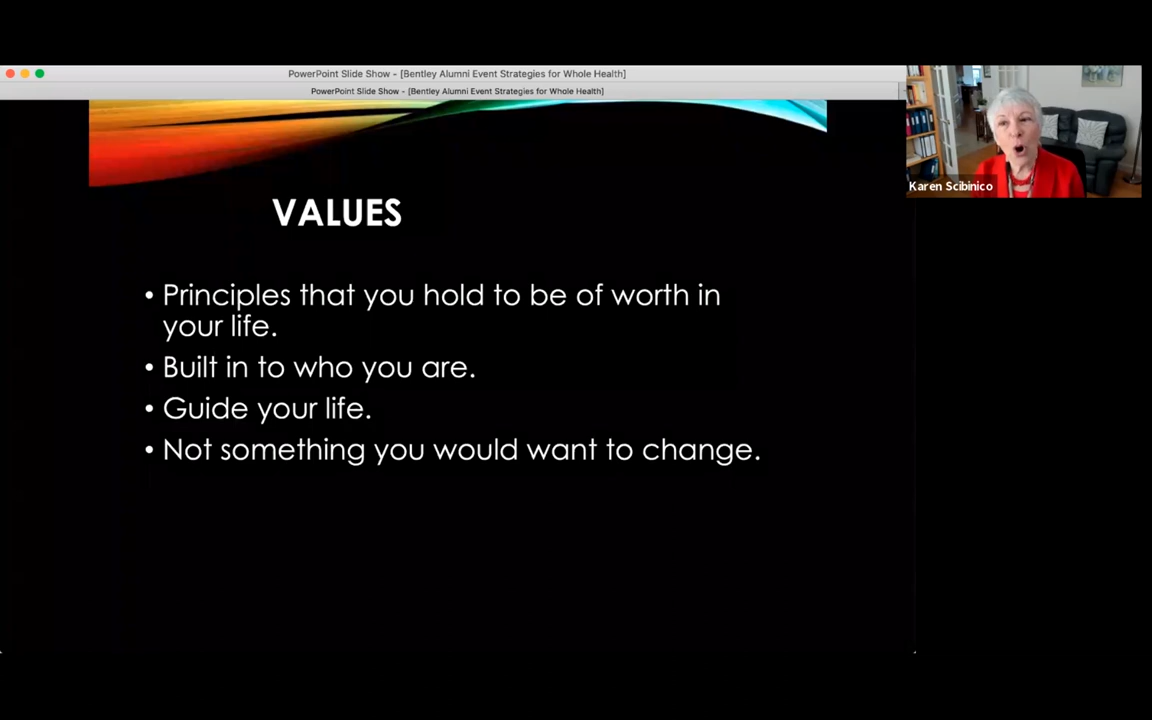 PowerPoint Slide Show - [Bentley Alumni Event Strategies for Whole Health]
PowerPoint Slide Show - [Bentley Alumni Event Strategies for Whole Health]
Karen Scibinico
VALUES
• Principles that you hold to be of worth in
your life.
• Built in to who you are.
• Guide your life.
• Not something you would want to change.